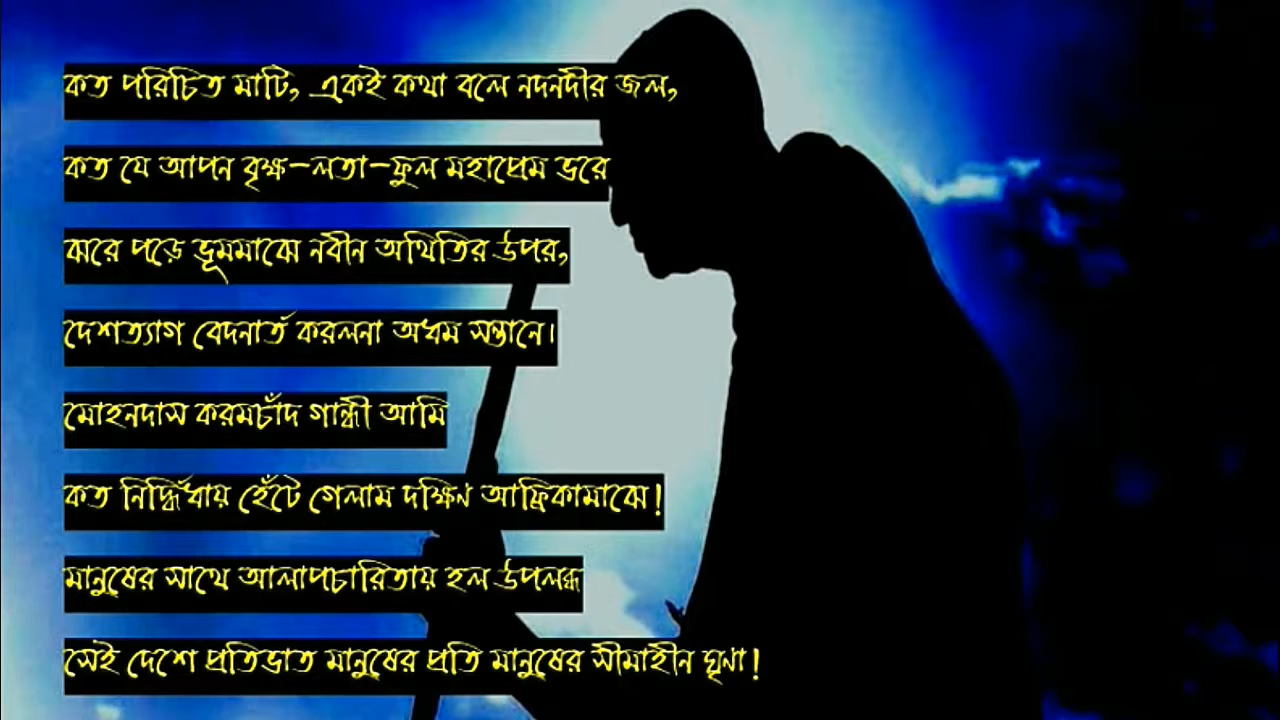 কত পরিচিত মাটি, একই কথা বলে নদনদীর জল,
কত যে আপন বৃক্ষ-লতা-ফুল মহাপ্রেম ভরে
ঝরে পড়ে ভূমমাঝে নবীন অথিতির উপর,
দেশত্যাগ বেদনার্ত করলনা অধম সন্তানে।
মোহনদাস করমচাঁদ গান্ধী আমি
কত নির্দ্ধিধায় হেঁটে গেলাম দক্ষিণ আফ্রিকামাঝে!
মানুষের সাথে আলাপচারিতায় হল উপলব্ধ
সেই দেশে প্রতিভাত মানুষের প্রতি মানুষের সীমাহীন ঘৃণা!